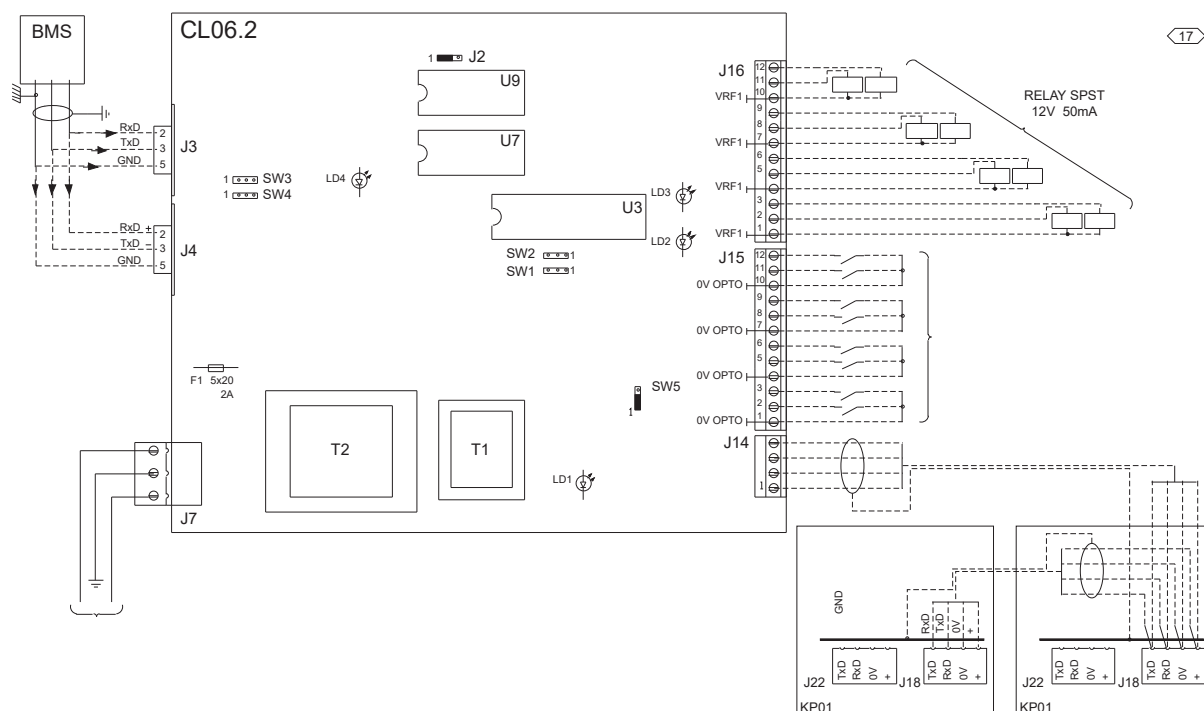 BMS
CL06.2
17
1 J2
U9
J16
12
11
10
VRF1
9
8
7
VRF1
6
5
4
VRF1
3
2
1
VRF1
RELAY SPST
12V 50mA
RxD
2
TxD
3
GND
5
J3
U7
1 SW3
1 SW4
LD4
LD3
U3
LD2
RxD +
2
TxD –
3
GND
5
J4
SW2 1
SW1 1
J15
12
11
10
0V OPTO
9
8
7
0V OPTO
6
5
4
0V OPTO
3
2
1
0V OPTO
F1 5x20
2A
SW5
1
J14
1
T2
T1
LD1
J7
GND
RxD
TxD
0V
+
J22
TxD
RxD
0V
+
J18
TxD
RxD
0V
+
KP01
J22
TxD
RxD
0V
+
J18
TxD
RxD
0V
+
KP01